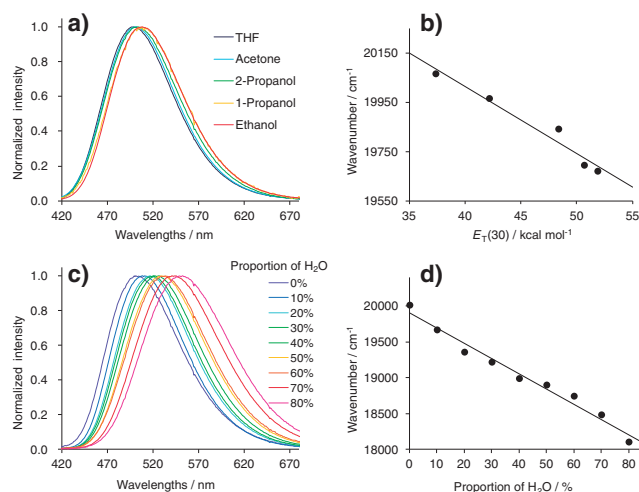 a)
Normalized intensity
1.0
0.8
0.6
0.4
0.2
0.0
420 470 520 570 620 670
Wavelengths / nm
THF
Acetone
2-Propanol
1-Propanol
Ethanol
b)
Wavenumber / cm-1
20150
19950
19750
19550
35 40 45 50 55
ET(30) / kcal mol-1
c)
Normalized intensity
1.0
0.8
0.6
0.4
0.2
0.0
420 470 520 570 620 670
Wavelengths / nm
Proportion of H2O
0%
10%
20%
30%
40%
50%
60%
70%
80%
d)
Wavenumber / cm-1
20000
19000
18000
0 10 20 30 40 50 60 70 80
Proportion of H2O / %